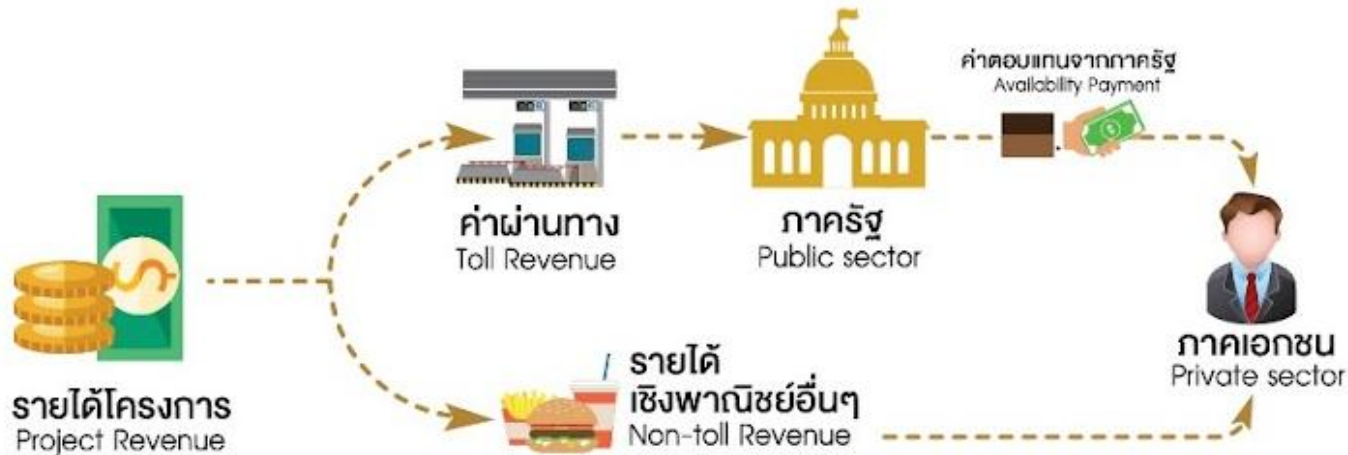 ค่าตอบแทนจากภาครัฐ
Availability Payment
ค่าผ่านทาง
Toll Revenue
ภาครัฐ
Public sector
ภาคเอกชน
Private sector
รายได้โครงการ
Project Revenue
รายได้
เชิงพาณิชย์อื่นๆ
Non-toll Revenue